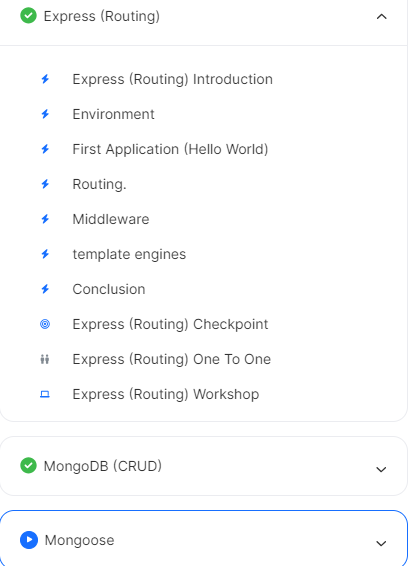 Express (Routing)
Express (Routing) Introduction
Environment
First Application (Hello World)
Routing.
Middleware
template engines
Conclusion
Express (Routing) Checkpoint
Express (Routing) One To One
Express (Routing) Workshop
MongoDB (CRUD)
Mongoose